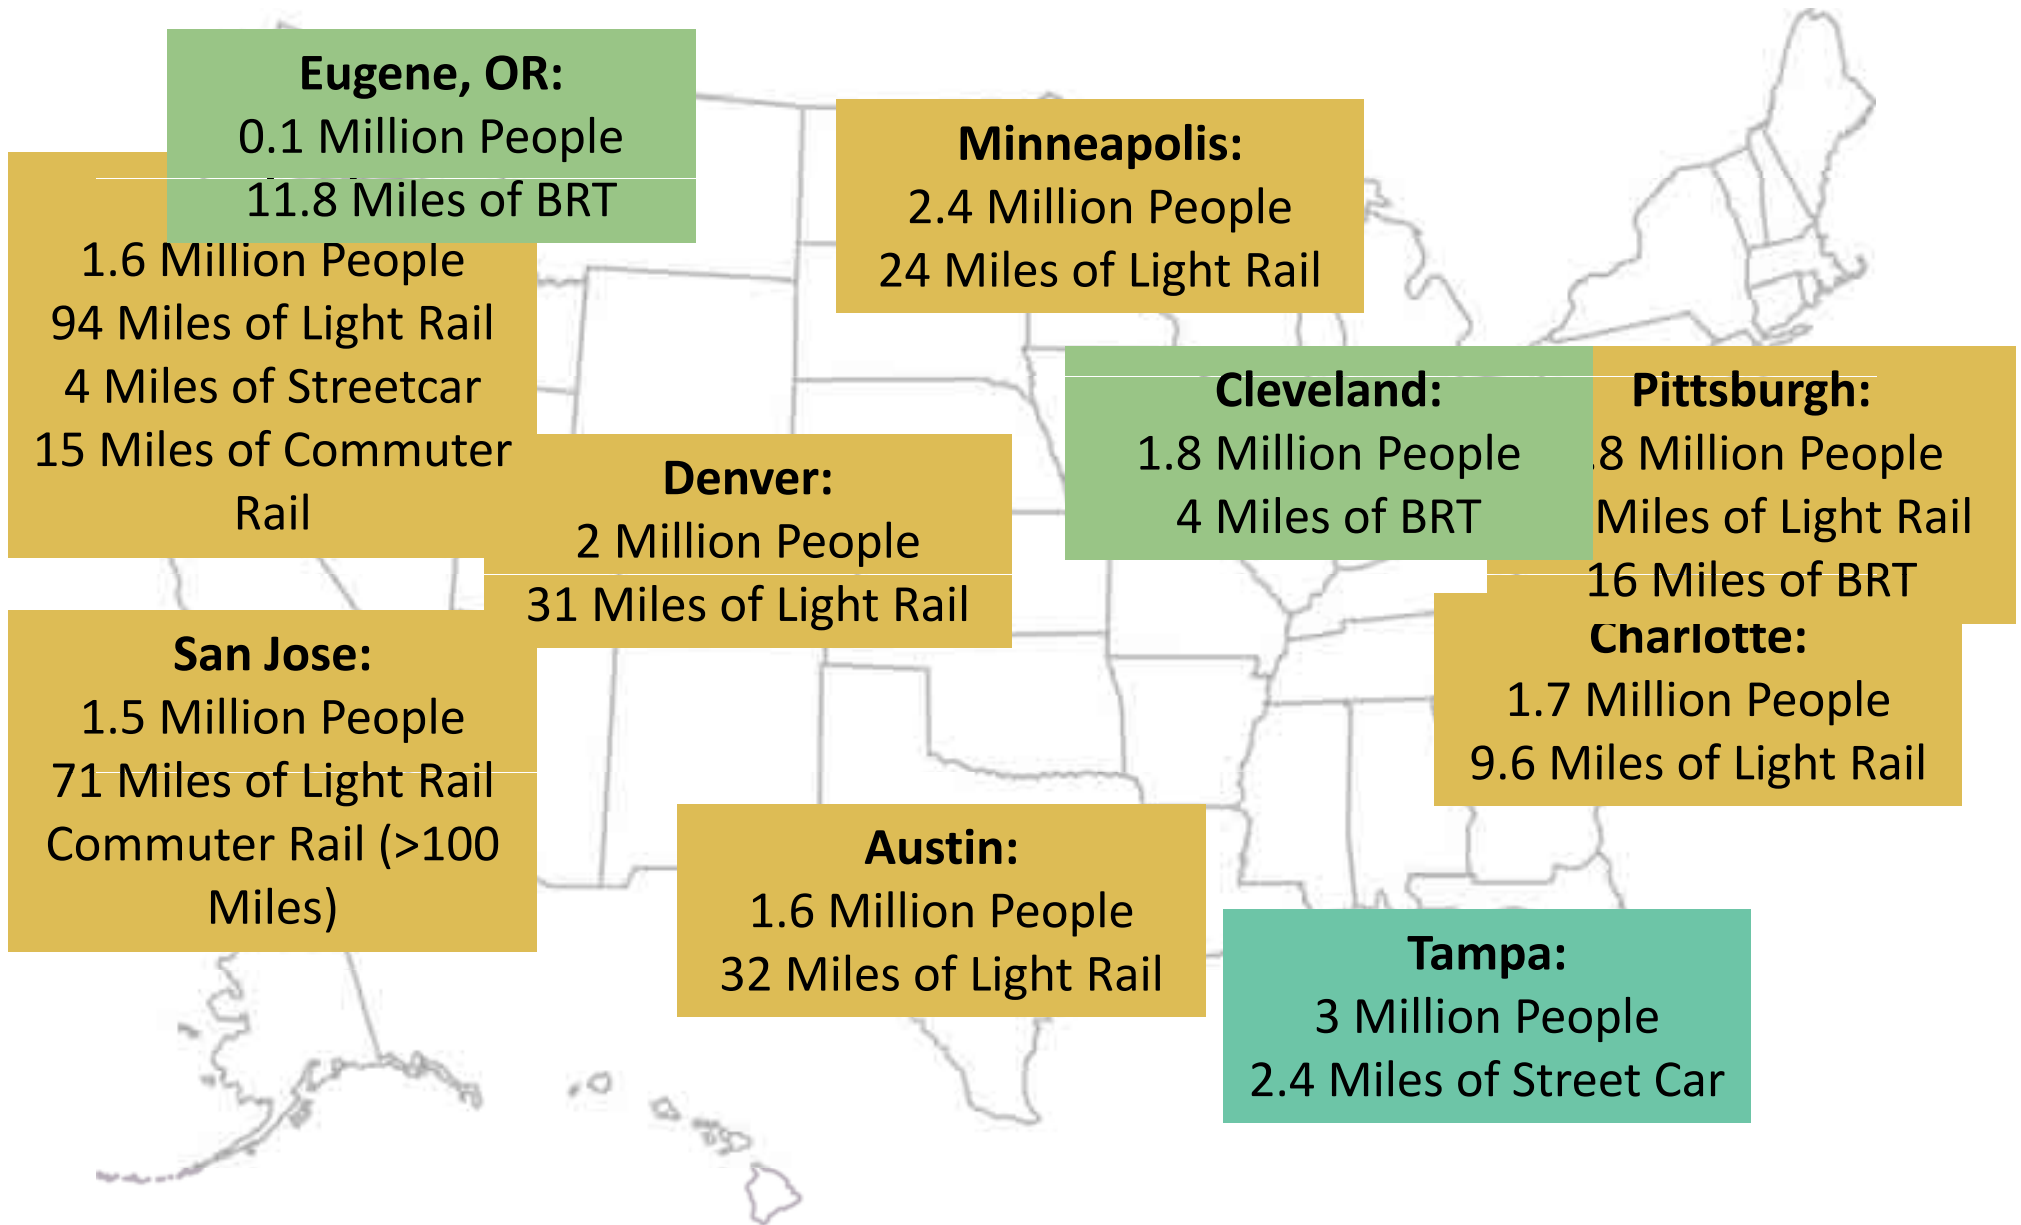 Eugene, OR:
0.1 Million People
11.8 Miles of BRT
1.6 Million People
94 Miles of Light Rail
4 Miles of Streetcar
15 Miles of Commuter
Rail
Minneapolis:
2.4 Million People
24 Miles of Light Rail
Cleveland:
1.8 Million People
4 Miles of BRT
Pittsburgh:
.8 Million People
Miles of Light Rail
16 Miles of BRT
Denver:
2 Million People
31 Miles of Light Rail
Charlotte:
1.7 Million People
9.6 Miles of Light Rail
San Jose:
1.5 Million People
71 Miles of Light Rail
Commuter Rail (>100
Miles)
Austin:
1.6 Million People
32 Miles of Light Rail
Tampa:
3 Million People
2.4 Miles of Street Car